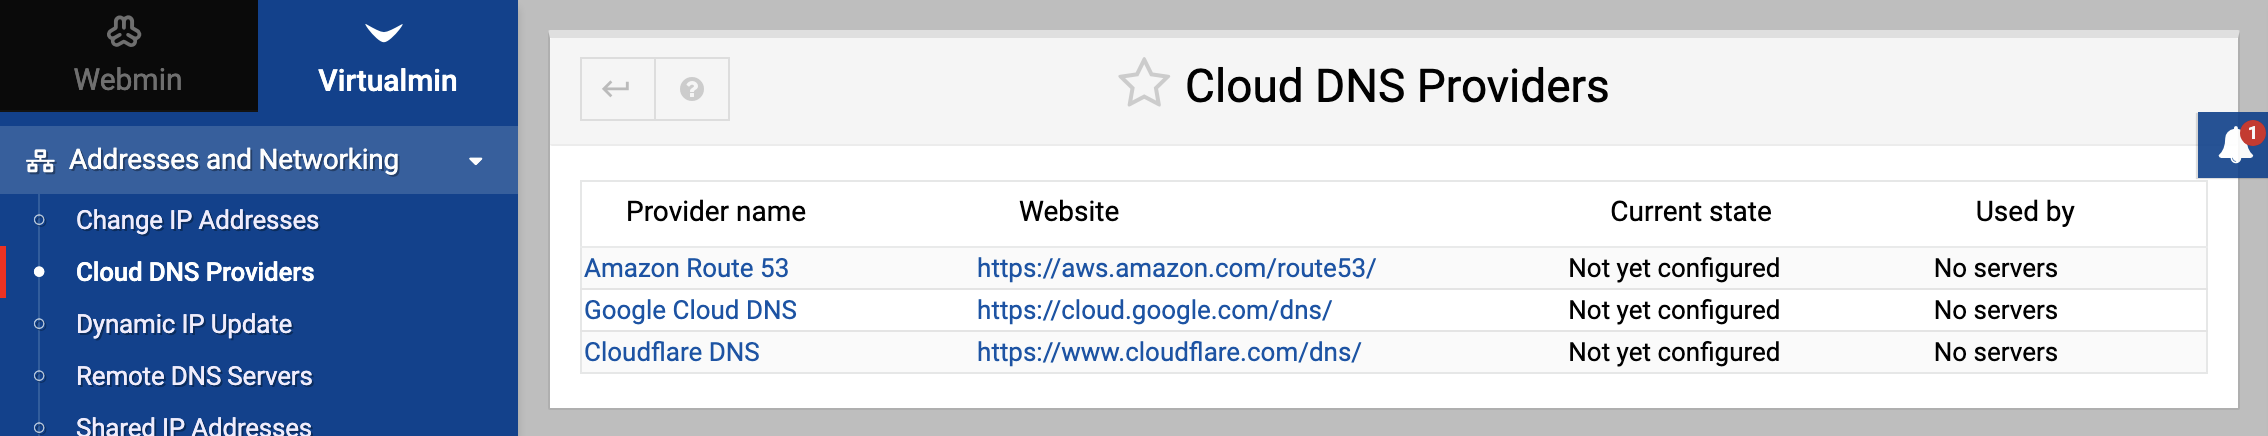 Webmin
Virtualmin
Addresses and Networking
Change IP Addresses
Cloud DNS Providers
Dynamic IP Update
Remote DNS Servers
Shared IP Addresses
?
Cloud DNS Providers
1
Provider name Website Current state Used by
Amazon Route 53 https://aws.amazon.com/route53/ Not yet configured No servers
Google Cloud DNS https://cloud.google.com/dns/ Not yet configured No servers
Cloudflare DNS https://www.cloudflare.com/dns/ Not yet configured No servers